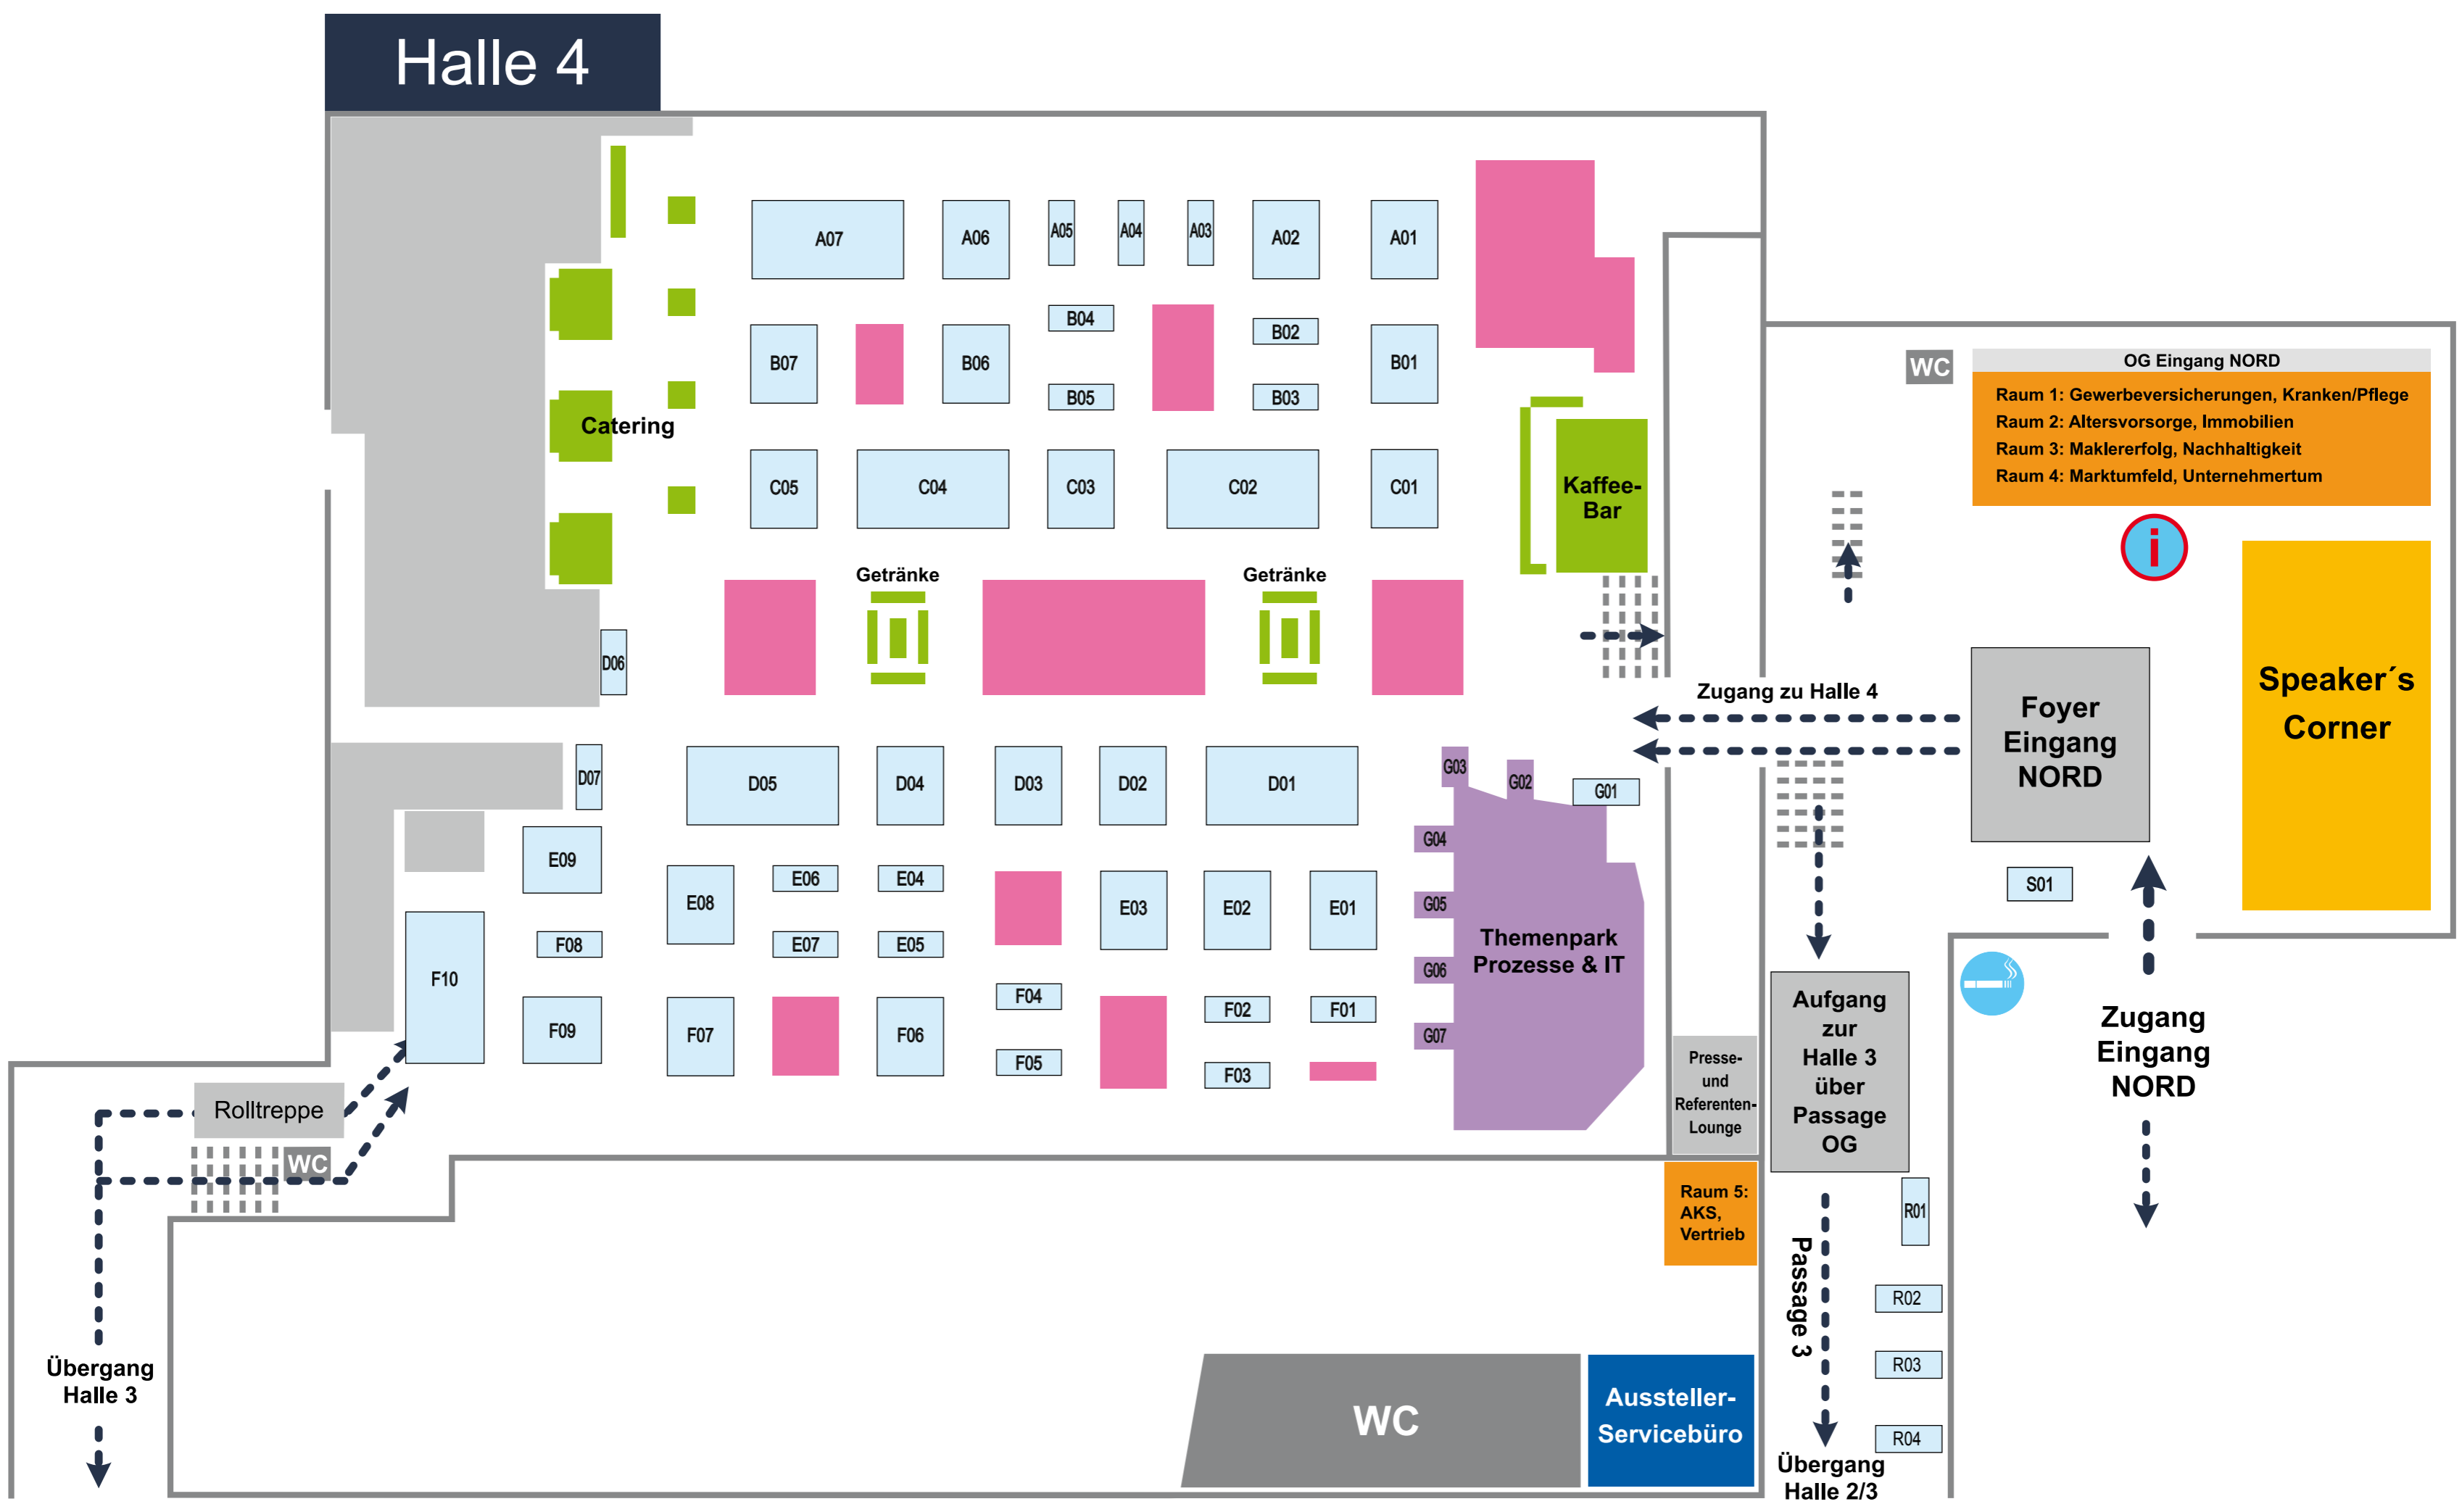 Halle 4
A07
A06
A05
A04
A03
A02
A01
B04
B02
B07
B06
B01
B05
B03
Catering
C05
C04
C03
C02
C01
Kaffee-
Bar
WC
OG Eingang NORD
Raum 1: Gewerbeversicherungen, Kranken/Pflege
Raum 2: Altersvorsorge, Immobilien
Raum 3: Maklererfolg, Nachhaltigkeit
Raum 4: Marktumfeld, Unternehmertum
i
Getränke
Getränke
D06
Zugang zu Halle 4
Foyer
Eingang
NORD
Speaker´s
Corner
D07
D05
D04
D03
D02
D01
G03
G02
G01
G04
E09
E06
E04
E08
E03
E02
E01
G05
S01
F08
E07
E05
Themenpark
Prozesse & IT
G06
F10
F04
F02
F01
F09
F07
F06
G07
F05
F03
Presse-
und
Referenten-
Lounge
Aufgang
zur
Halle 3
über
Passage
OG
Zugang
Eingang
NORD
Rolltreppe
WC
Raum 5:
AKS,
Vertrieb
R01
Passage 3
R02
R03
R04
Übergang
Halle 3
WC
Aussteller-
Servicebüro
Übergang
Halle 2/3